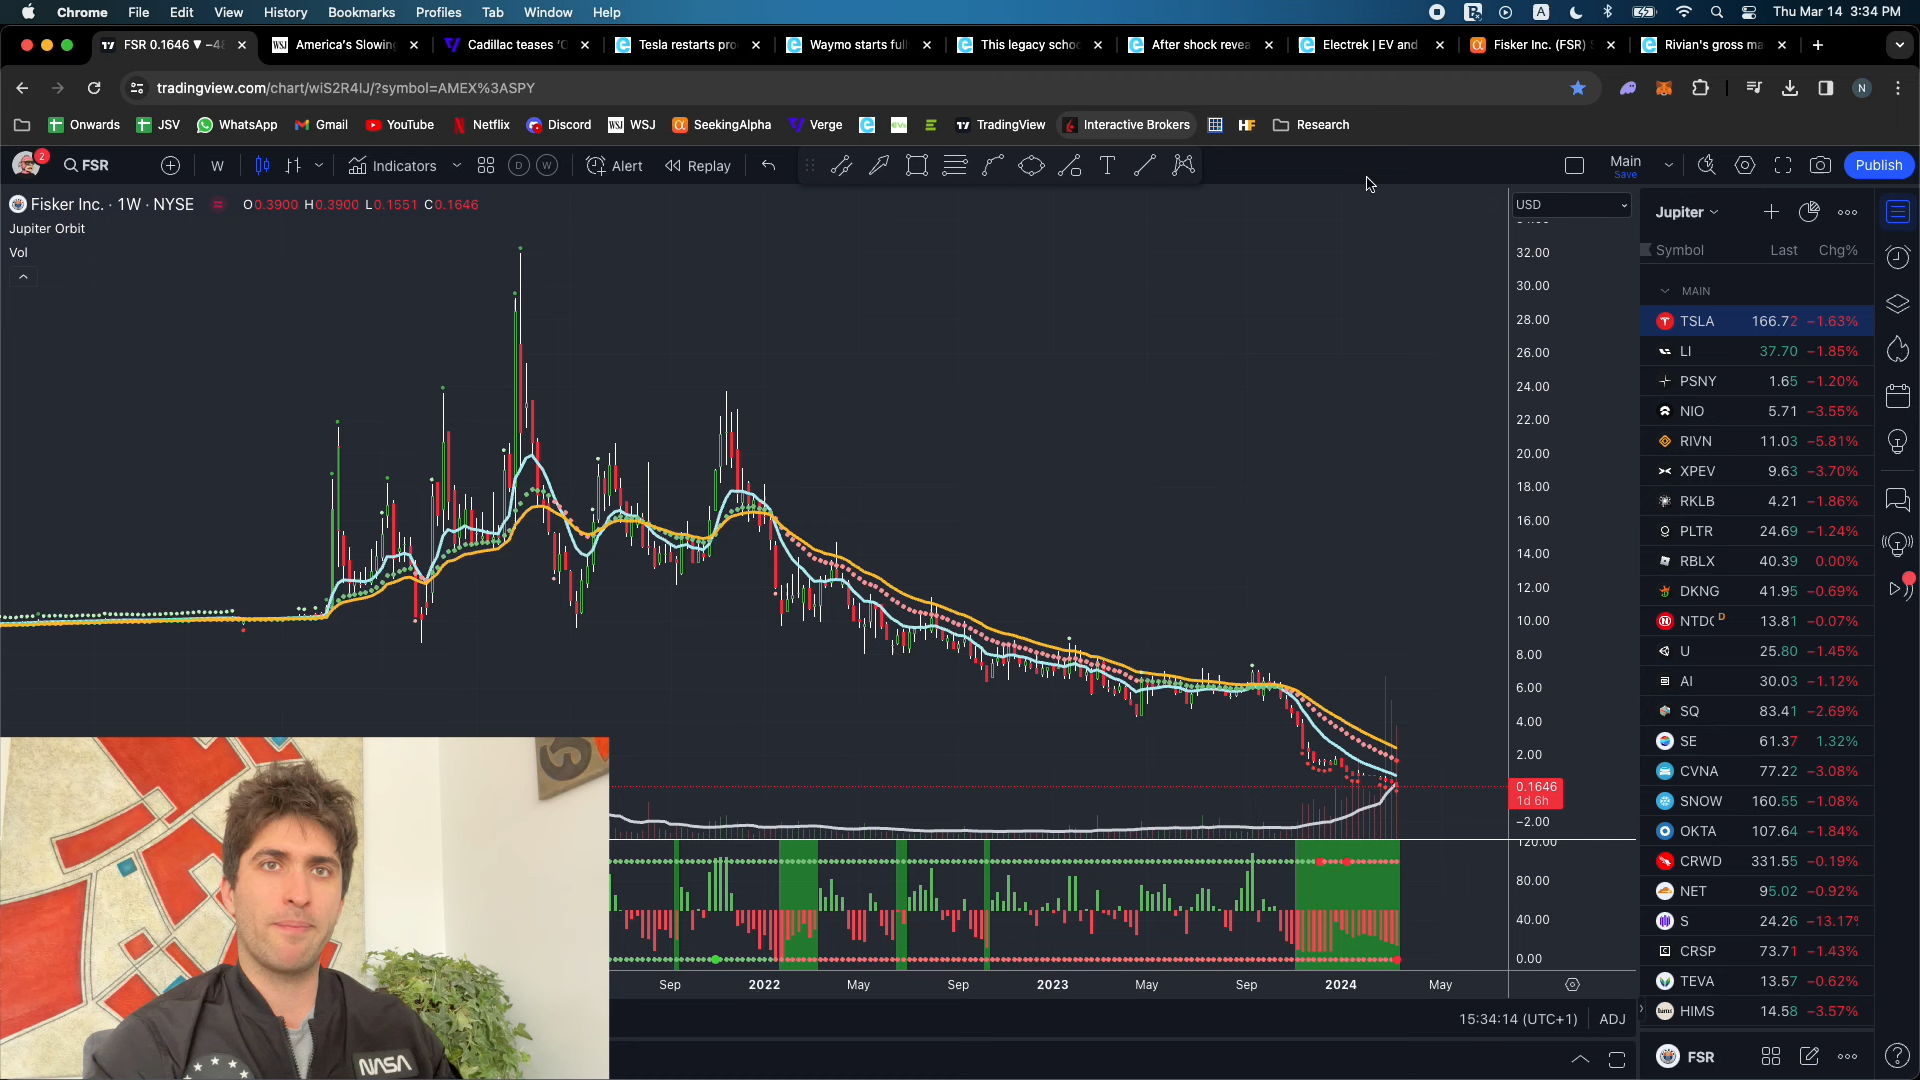 Chrome File Edit View History Bookmarks Profiles Tab Window Help A Thu Mar 14 3:34 PM
FSR 0.1646 ▼ −48 WSJ America's Slowing Cadillac teases 'O Tesla restarts pro Waymo starts full This legacy scho After shock revea Electrek | EV and Fisker Inc. (FSR) S Rivian's gross ma
tradingview.com/chart/wiS2R4IJ/?symbol=AMEX%3ASPY N
Onwards JSV WhatsApp Gmail YouTube Netflix Discord WSJ SeekingAlpha Verge TradingView Interactive Brokers HF Research
2 FSR W Indicators D W Alert Replay T Main Save Publish
Fisker Inc. · 1W · NYSE O0.3900 H0.3900 L0.1551 C0.1646
Jupiter Orbit
Vol
USD
32.00
30.00
28.00
26.00
24.00
22.00
20.00
18.00
16.00
14.00
12.00
10.00
8.00
6.00
4.00
2.00
0.1646
1d 6h
−2.00
120.00
80.00
40.00
0.00
Sep 2022 May Sep 2023 May Sep 2024 May
15:34:14 (UTC+1) ADJ
Jupiter
Symbol Last Chg%
MAIN
TSLA 166.72 −1.63%
LI 37.70 −1.85%
PSNY 1.65 −1.20%
NIO 5.71 −3.55%
RIVN 11.03 −5.81%
XPEV 9.63 −3.70%
RKLB 4.21 −1.86%
PLTR 24.69 −1.24%
RBLX 40.39 0.00%
DKNG 41.95 −0.69%
NTDO D 13.81 −0.07%
U 25.80 −1.45%
AI 30.03 −1.12%
SQ 83.41 −2.69%
SE 61.37 1.32%
CVNA 77.22 −3.08%
SNOW 160.55 −1.08%
OKTA 107.64 −1.84%
CRWD 331.55 −0.19%
NET 95.02 −0.92%
S 24.26 −13.17%
CRSP 73.71 −1.43%
TEVA 13.57 −0.62%
hims HIMS 14.58 −3.57%
FSR
NASA